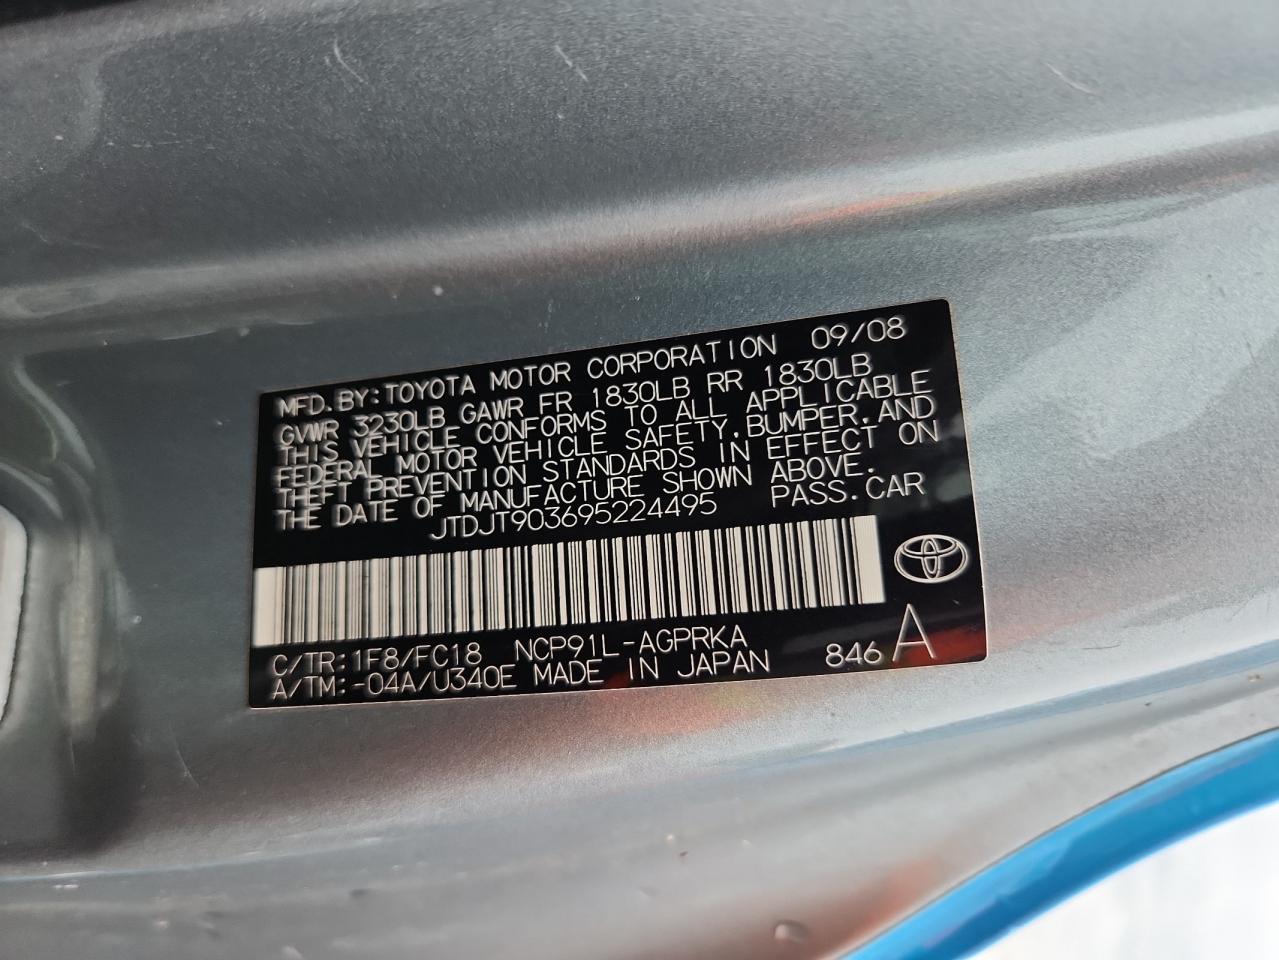 MFD. BY: TOYOTA MOTOR CORPORATION 09/08
GVWR 3230LB GAWR FR 1830LB RR 1830LB
THIS VEHICLE CONFORMS TO ALL APPLICABLE
FEDERAL MOTOR VEHICLE SAFETY, BUMPER, AND
THEFT PREVENTION STANDARDS IN EFFECT ON
THE DATE OF MANUFACTURE SHOWN ABOVE.
JTDJT903695224495 PASS. CAR
C/TR: 1F8/FC18 NCP91L-AGPRKA
A/TM: -04A/U340E MADE IN JAPAN 846 A